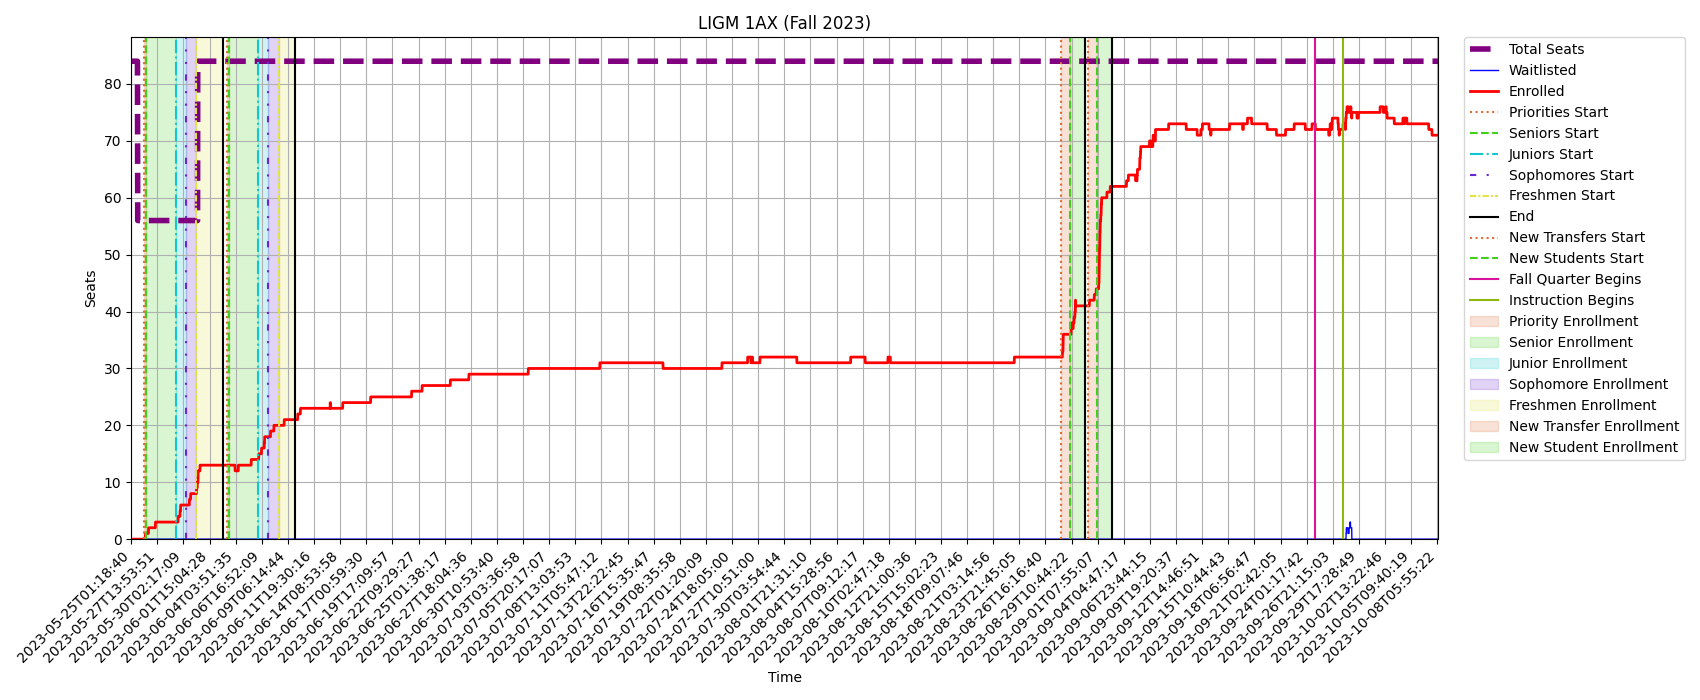 LIGM 1AX (Fall 2023)
Seats
80
70
60
50
40
30
20
10
0
2023-05-25T01:18:40
2023-05-27T13:53:51
2023-05-30T02:17:09
2023-06-01T15:04:28
2023-06-04T03:51:35
2023-06-06T16:52:09
2023-06-09T06:14:44
2023-06-11T19:30:16
2023-06-14T08:53:58
2023-06-17T00:59:30
2023-06-19T17:09:57
2023-06-22T09:29:27
2023-06-25T01:38:17
2023-06-27T18:04:36
2023-06-30T10:53:40
2023-07-03T03:36:58
2023-07-05T20:17:07
2023-07-08T13:03:53
2023-07-11T05:47:12
2023-07-13T22:22:45
2023-07-16T15:35:47
2023-07-19T08:35:58
2023-07-22T01:20:09
2023-07-24T18:05:00
2023-07-27T10:51:00
2023-07-30T03:54:44
2023-08-01T21:31:10
2023-08-04T15:28:56
2023-08-07T09:12:17
2023-08-10T02:47:18
2023-08-12T21:00:36
2023-08-15T15:02:23
2023-08-18T09:07:46
2023-08-21T03:14:56
2023-08-23T21:45:05
2023-08-26T16:16:40
2023-08-29T10:44:22
2023-09-01T07:55:07
2023-09-04T04:47:17
2023-09-06T23:44:15
2023-09-09T19:20:37
2023-09-12T14:46:51
2023-09-15T10:44:43
2023-09-18T06:56:47
2023-09-21T02:42:05
2023-09-24T01:17:42
2023-09-26T21:15:03
2023-09-29T17:28:49
2023-10-02T13:22:46
2023-10-05T09:40:19
2023-10-08T05:55:22
Time
Total Seats
Waitlisted
Enrolled
Priorities Start
Seniors Start
Juniors Start
Sophomores Start
Freshmen Start
End
New Transfers Start
New Students Start
Fall Quarter Begins
Instruction Begins
Priority Enrollment
Senior Enrollment
Junior Enrollment
Sophomore Enrollment
Freshmen Enrollment
New Transfer Enrollment
New Student Enrollment